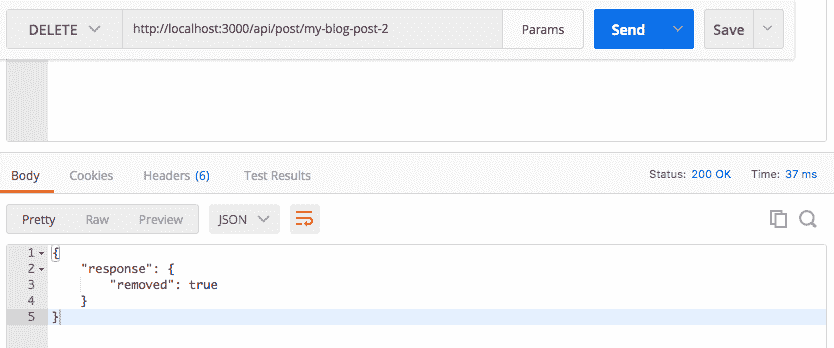 DELETE http://localhost:3000/api/post/my-blog-post-2 Params Send Save
Body Cookies Headers (6) Test Results Status: 200 OK Time: 37 ms
Pretty Raw Preview JSON
1 {
2 "response": {
3 "removed": true
4 }
5 }